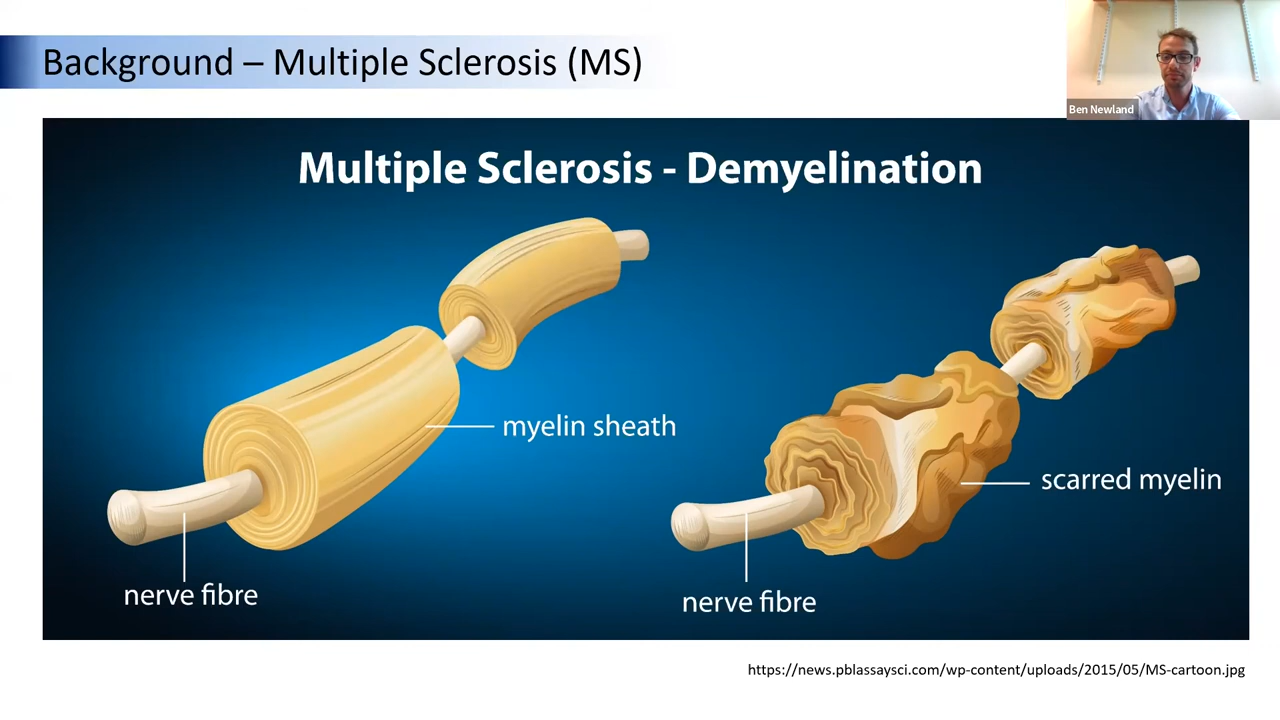 Background – Multiple Sclerosis (MS)
Ben Newland
Multiple Sclerosis - Demyelination
myelin sheath
scarred myelin
nerve fibre
nerve fibre
https://news.pblassaysci.com/wp-content/uploads/2015/05/MS-cartoon.jpg